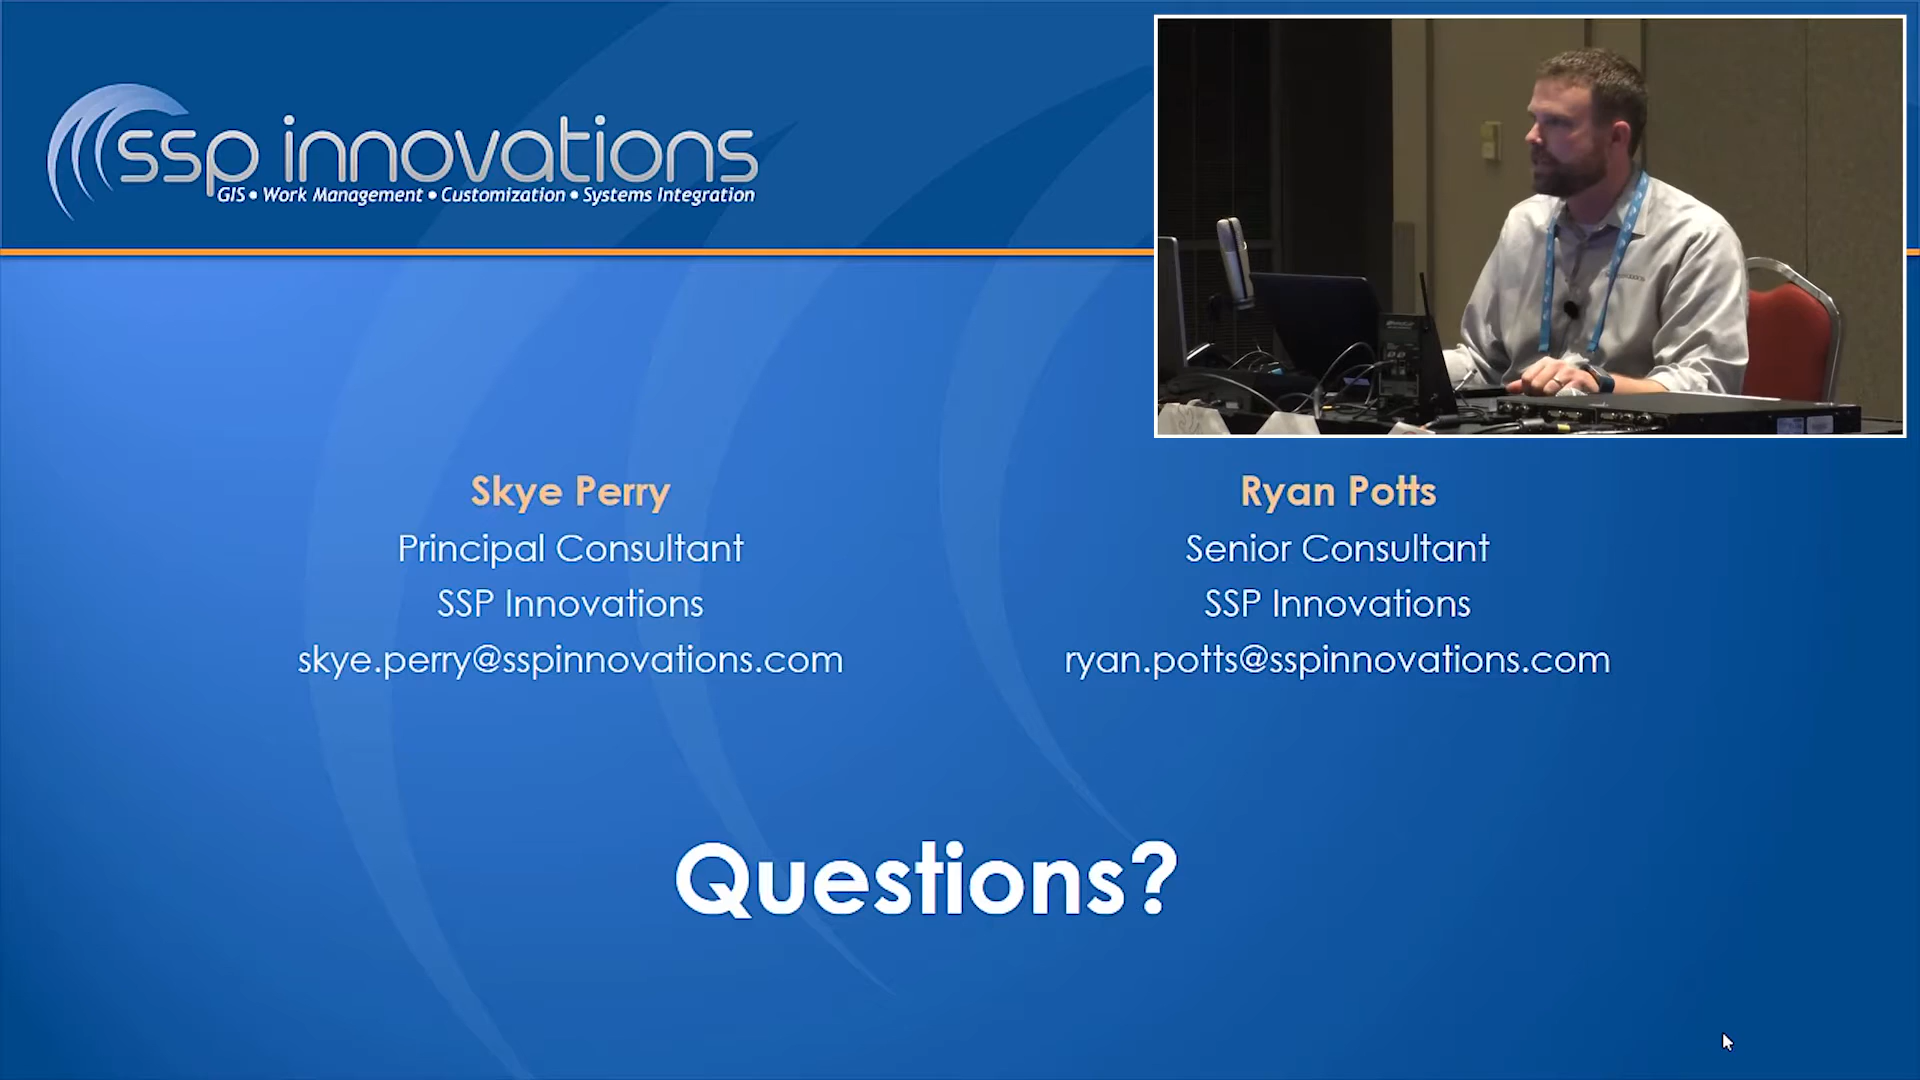 ssp innovations
GIS • Work Management • Customization • Systems Integration
Skye Perry
Principal Consultant
SSP Innovations
skye.perry@sspinnovations.com
Ryan Potts
Senior Consultant
SSP Innovations
ryan.potts@sspinnovations.com
Questions?